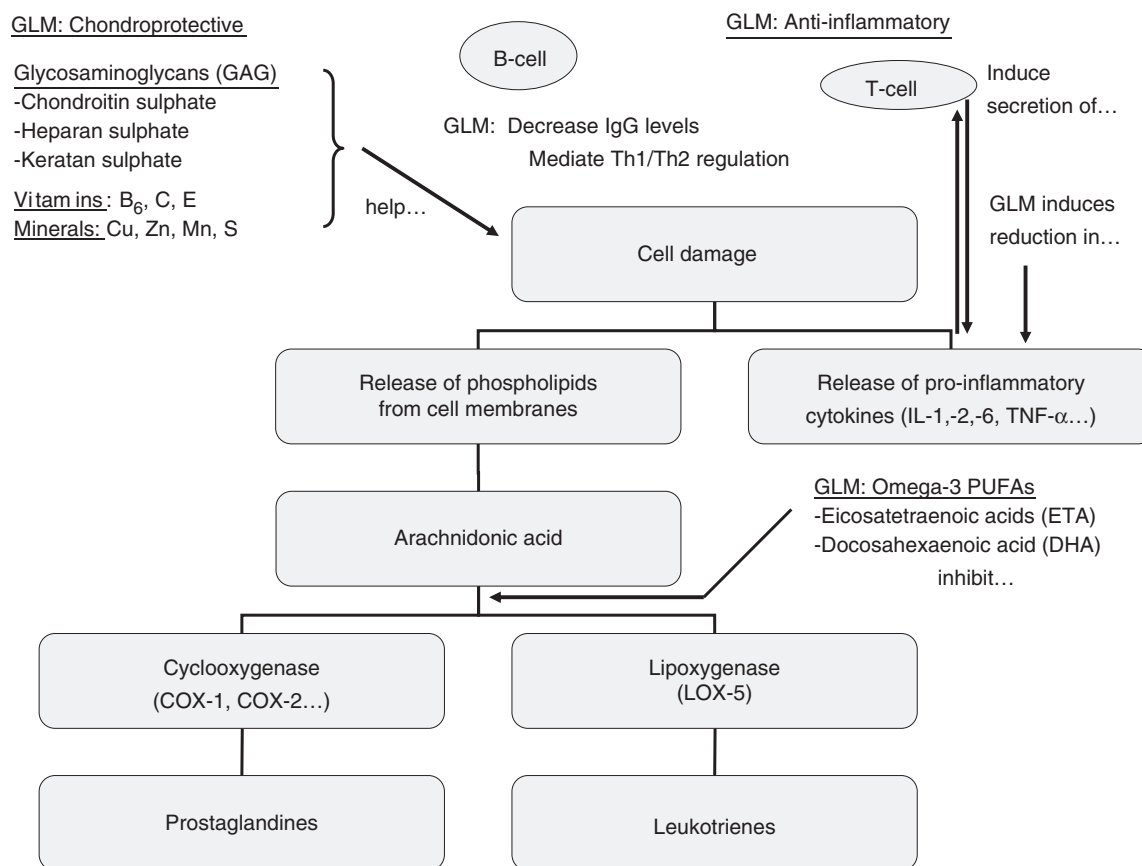 GLM: Chondroprotective
Glycosaminoglycans (GAG)
-Chondroitin sulphate
-Heparan sulphate
-Keratan sulphate
Vitamins: B6, C, E
Minerals: Cu, Zn, Mn, S
help…
B-cell
GLM: Decrease IgG levels
Mediate Th1/Th2 regulation
GLM: Anti-inflammatory
T-cell
Induce
secretion of…
GLM induces
reduction in…
Cell damage
Release of phospholipids
from cell membranes
Release of pro-inflammatory
cytokines (IL-1,-2,-6, TNF-α…)
Arachnidonic acid
GLM: Omega-3 PUFAs
-Eicosatetraenoic acids (ETA)
-Docosahexaenoic acid (DHA)
inhibit…
Cyclooxygenase
(COX-1, COX-2…)
Lipoxygenase
(LOX-5)
Prostaglandines
Leukotrienes